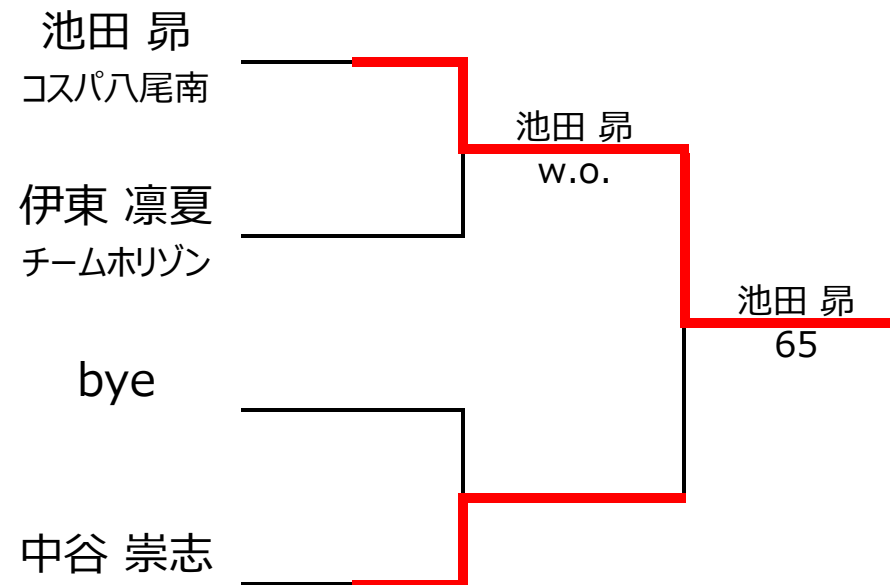 池田 昴
コスパ八尾南
池田 昴
w.o.
伊東 凛夏
チームホリゾン
池田 昴
65
bye
中谷 崇志